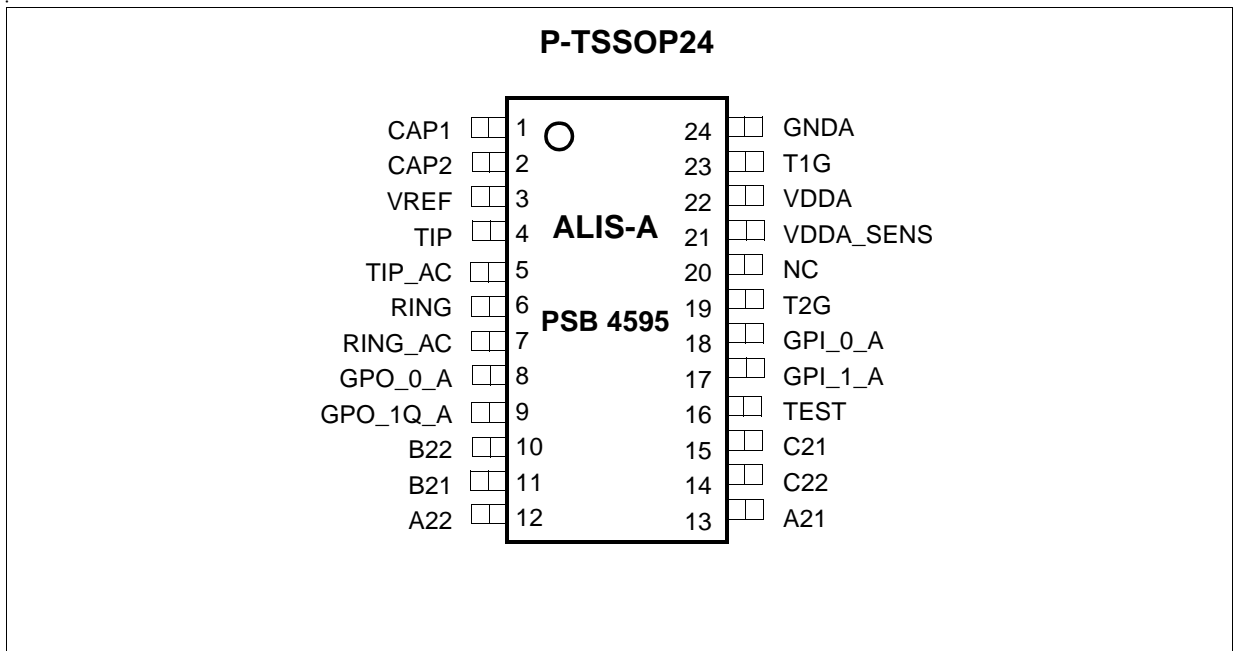 P-TSSOP24
CAP1 1 24 GNDA
CAP2 2 23 T1G
VREF 3 22 VDDA
TIP 4 ALIS-A 21 VDDA_SENS
TIP_AC 5 20 NC
RING 6 PSB 4595 19 T2G
RING_AC 7 18 GPI_0_A
GPO_0_A 8 17 GPI_1_A
GPO_1Q_A 9 16 TEST
B22 10 15 C21
B21 11 14 C22
A22 12 13 A21